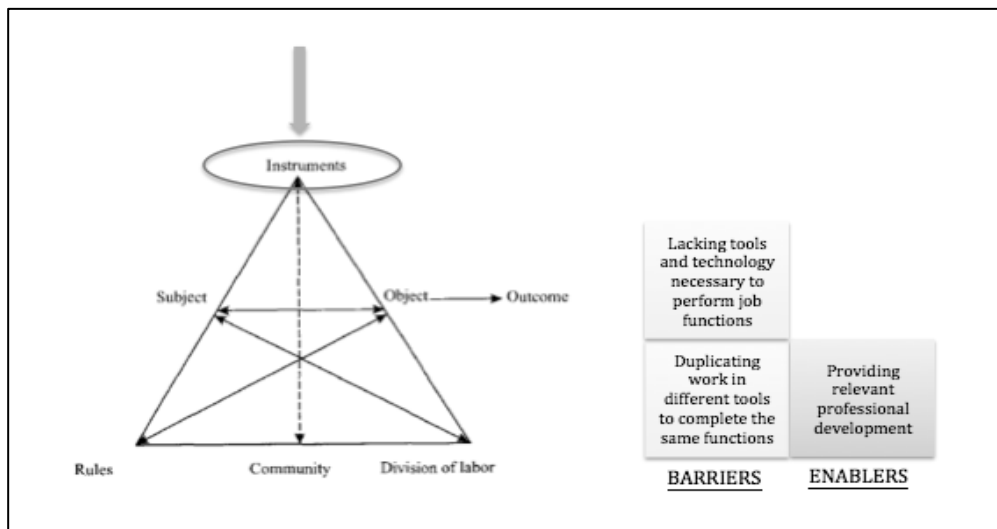 Instruments
Subject
Object
Outcome
Rules
Community
Division of labor
Lacking tools
and technology
necessary to
perform job
functions
Duplicating
work in
different tools
to complete the
same functions
Providing
relevant
professional
development
BARRIERS
ENABLERS